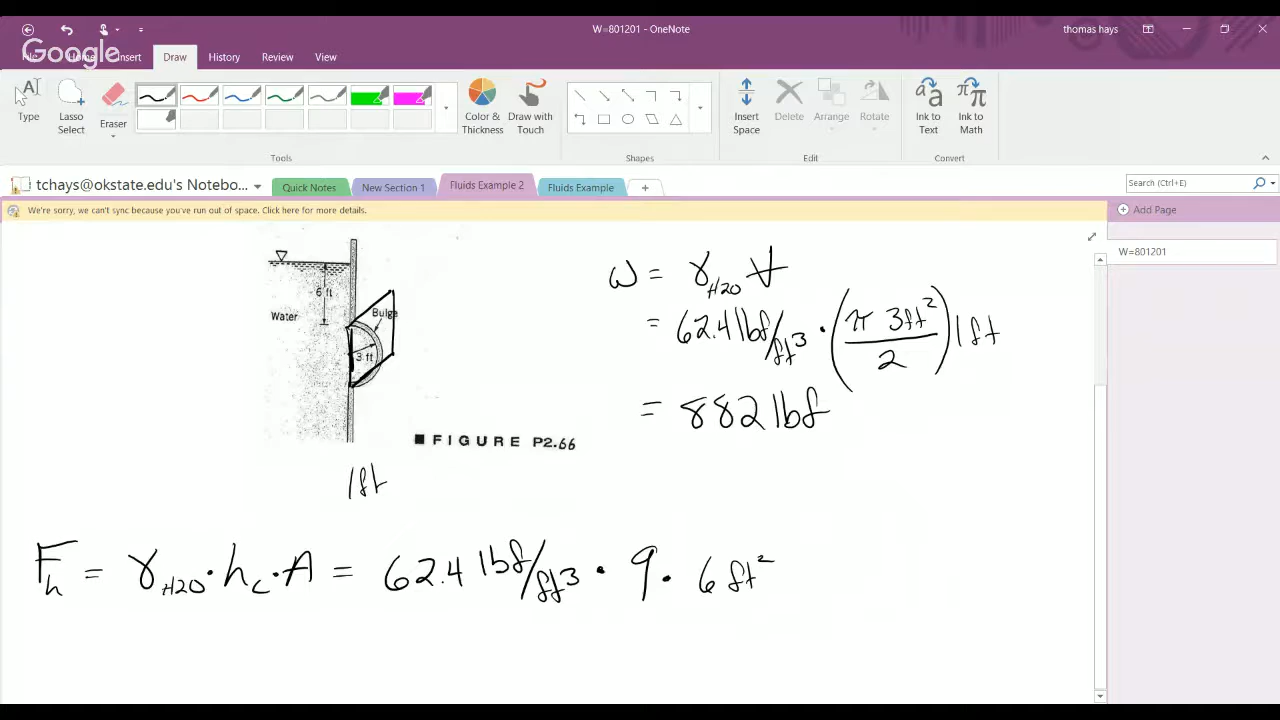 W=801201 - OneNote
thomas hays
Google
File Home Insert Draw History Review View
Type
Lasso Select
Eraser
Color & Thickness
Draw with Touch
Insert Space
Delete
Arrange
Rotate
Ink to Text
Ink to Math
Tools
Shapes
Edit
Convert
tchays@okstate.edu's Notebo...
Quick Notes
New Section 1
Fluids Example 2
Fluids Example
+
Search (Ctrl+E)
We're sorry, we can't sync because you've run out of space. Click here for more details.
Add Page
W=801201
6 ft
Water
Bulge
3 ft
■ FIGURE P2.66
1ft
W = γH2O V
= 62.4 lbf/ft³ · (π 3ft²/2) 1ft
= 882 lbf
Fh = γH2O · hc · A = 62.4 lbf/ft³ · 9 · 6 ft²